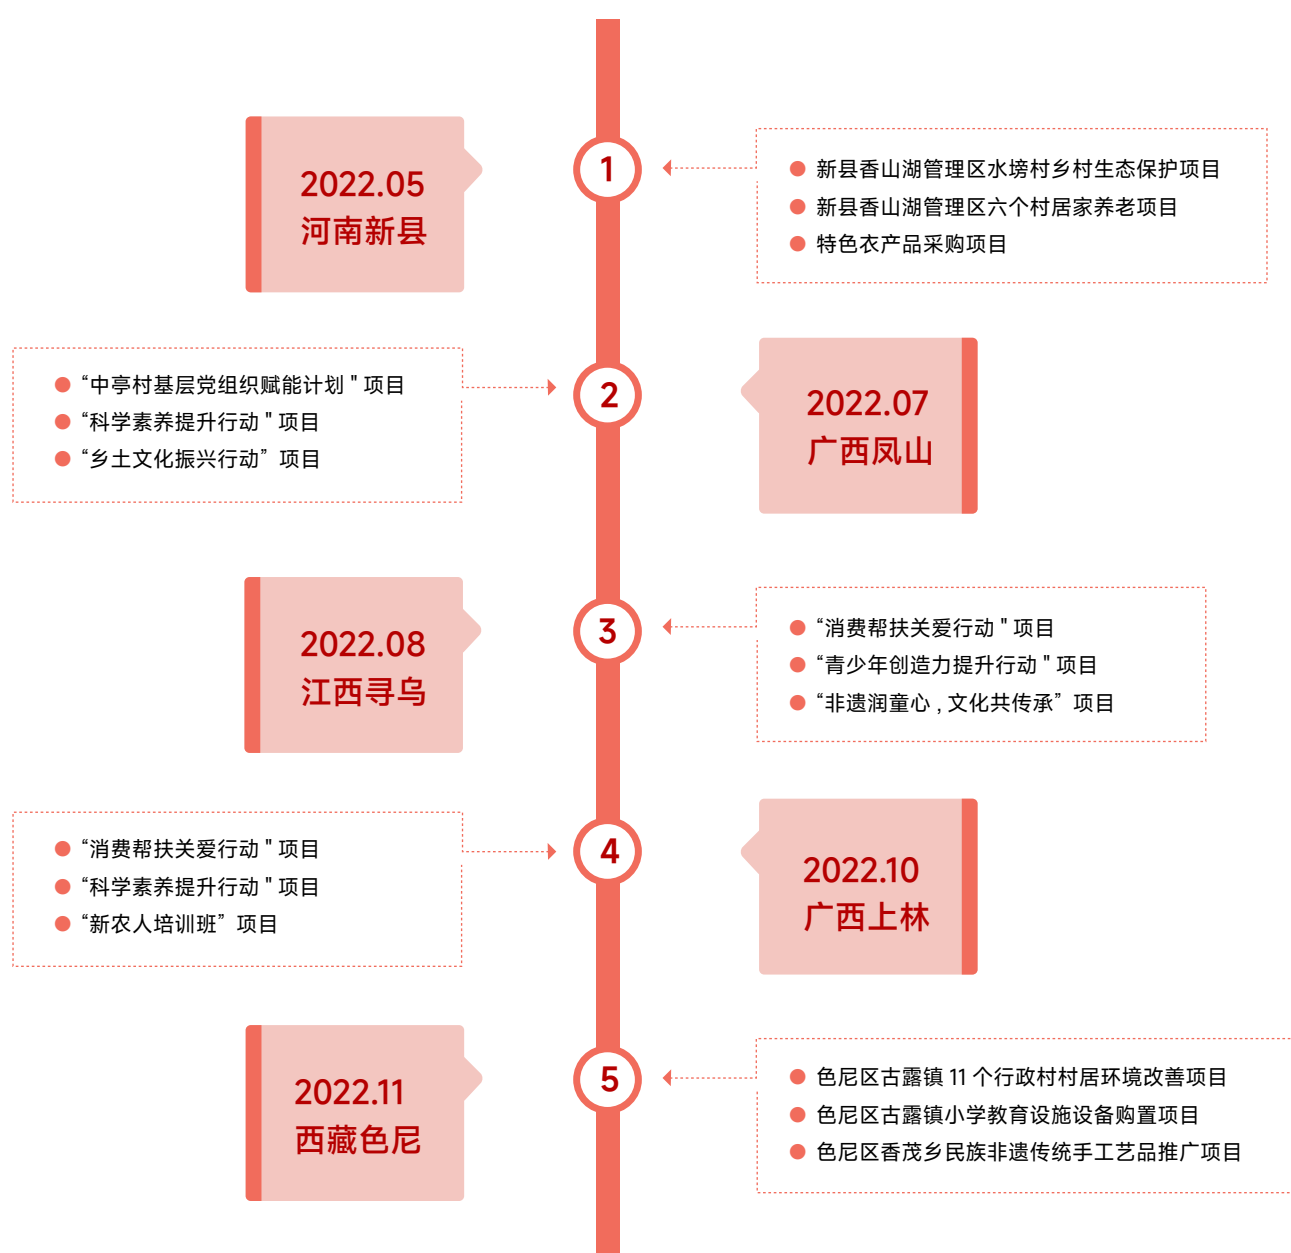 2022.05
河南新县
1
新县香山湖管理区水塝村乡村生态保护项目
新县香山湖管理区六个村居家养老项目
特色衣产品采购项目
“中亭村基层党组织赋能计划 " 项目
“科学素养提升行动 " 项目
“乡土文化振兴行动” 项目
2
2022.07
广西凤山
2022.08
江西寻乌
3
“消费帮扶关爱行动 " 项目
“青少年创造力提升行动 " 项目
“非遗润童心 , 文化共传承” 项目
“消费帮扶关爱行动 " 项目
“科学素养提升行动 " 项目
“新农人培训班” 项目
4
2022.10
广西上林
2022.11
西藏色尼
5
色尼区古露镇 11 个行政村村居环境改善项目
色尼区古露镇小学教育设施设备购置项目
色尼区香茂乡民族非遗传统手工艺品推广项目